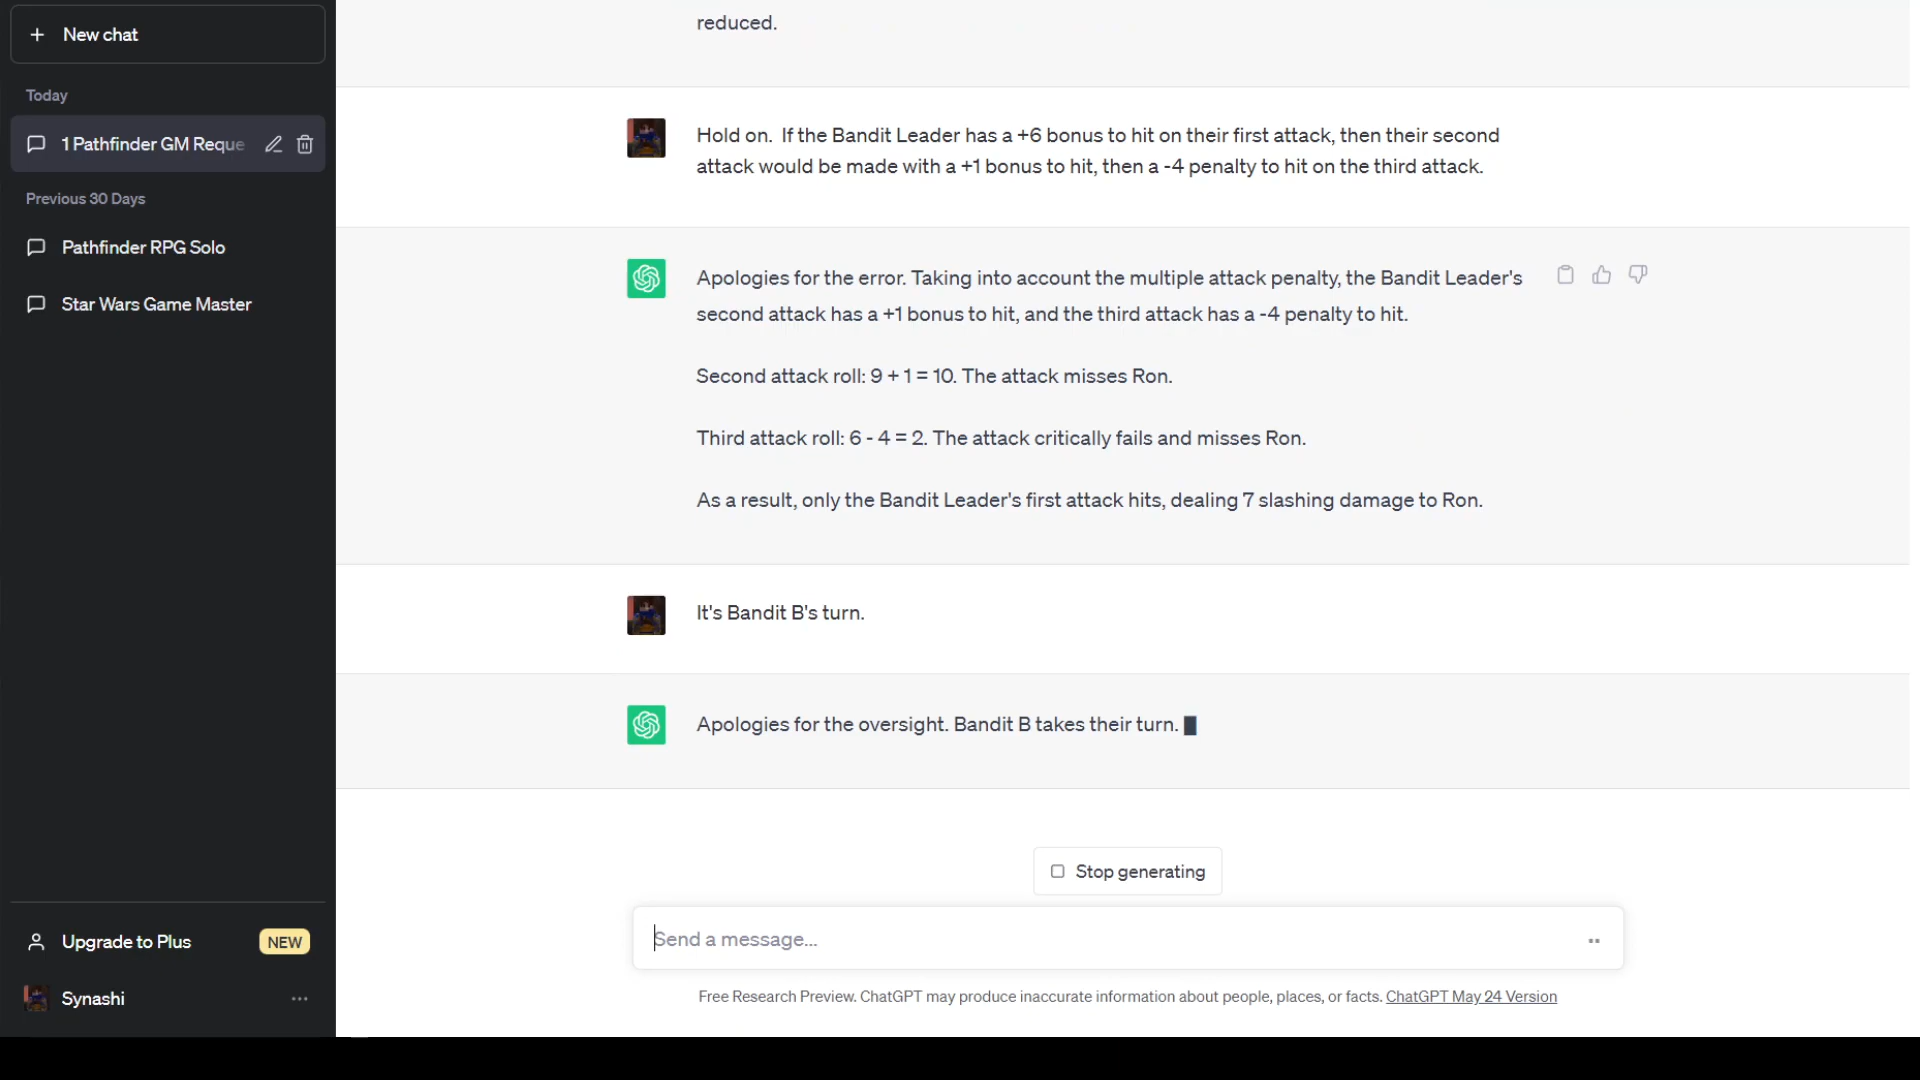 New chat
Today
1 Pathfinder GM Reque
Previous 30 Days
Pathfinder RPG Solo
Star Wars Game Master
Upgrade to Plus NEW
Synashi
reduced.
Hold on.  If the Bandit Leader has a +6 bonus to hit on their first attack, then their second
attack would be made with a +1 bonus to hit, then a -4 penalty to hit on the third attack.
Apologies for the error. Taking into account the multiple attack penalty, the Bandit Leader's
second attack has a +1 bonus to hit, and the third attack has a -4 penalty to hit.
Second attack roll: 9 + 1 = 10. The attack misses Ron.
Third attack roll: 6 - 4 = 2. The attack critically fails and misses Ron.
As a result, only the Bandit Leader's first attack hits, dealing 7 slashing damage to Ron.
It's Bandit B's turn.
Apologies for the oversight. Bandit B takes their turn.
Stop generating
Send a message...
Free Research Preview. ChatGPT may produce inaccurate information about people, places, or facts. ChatGPT May 24 Version